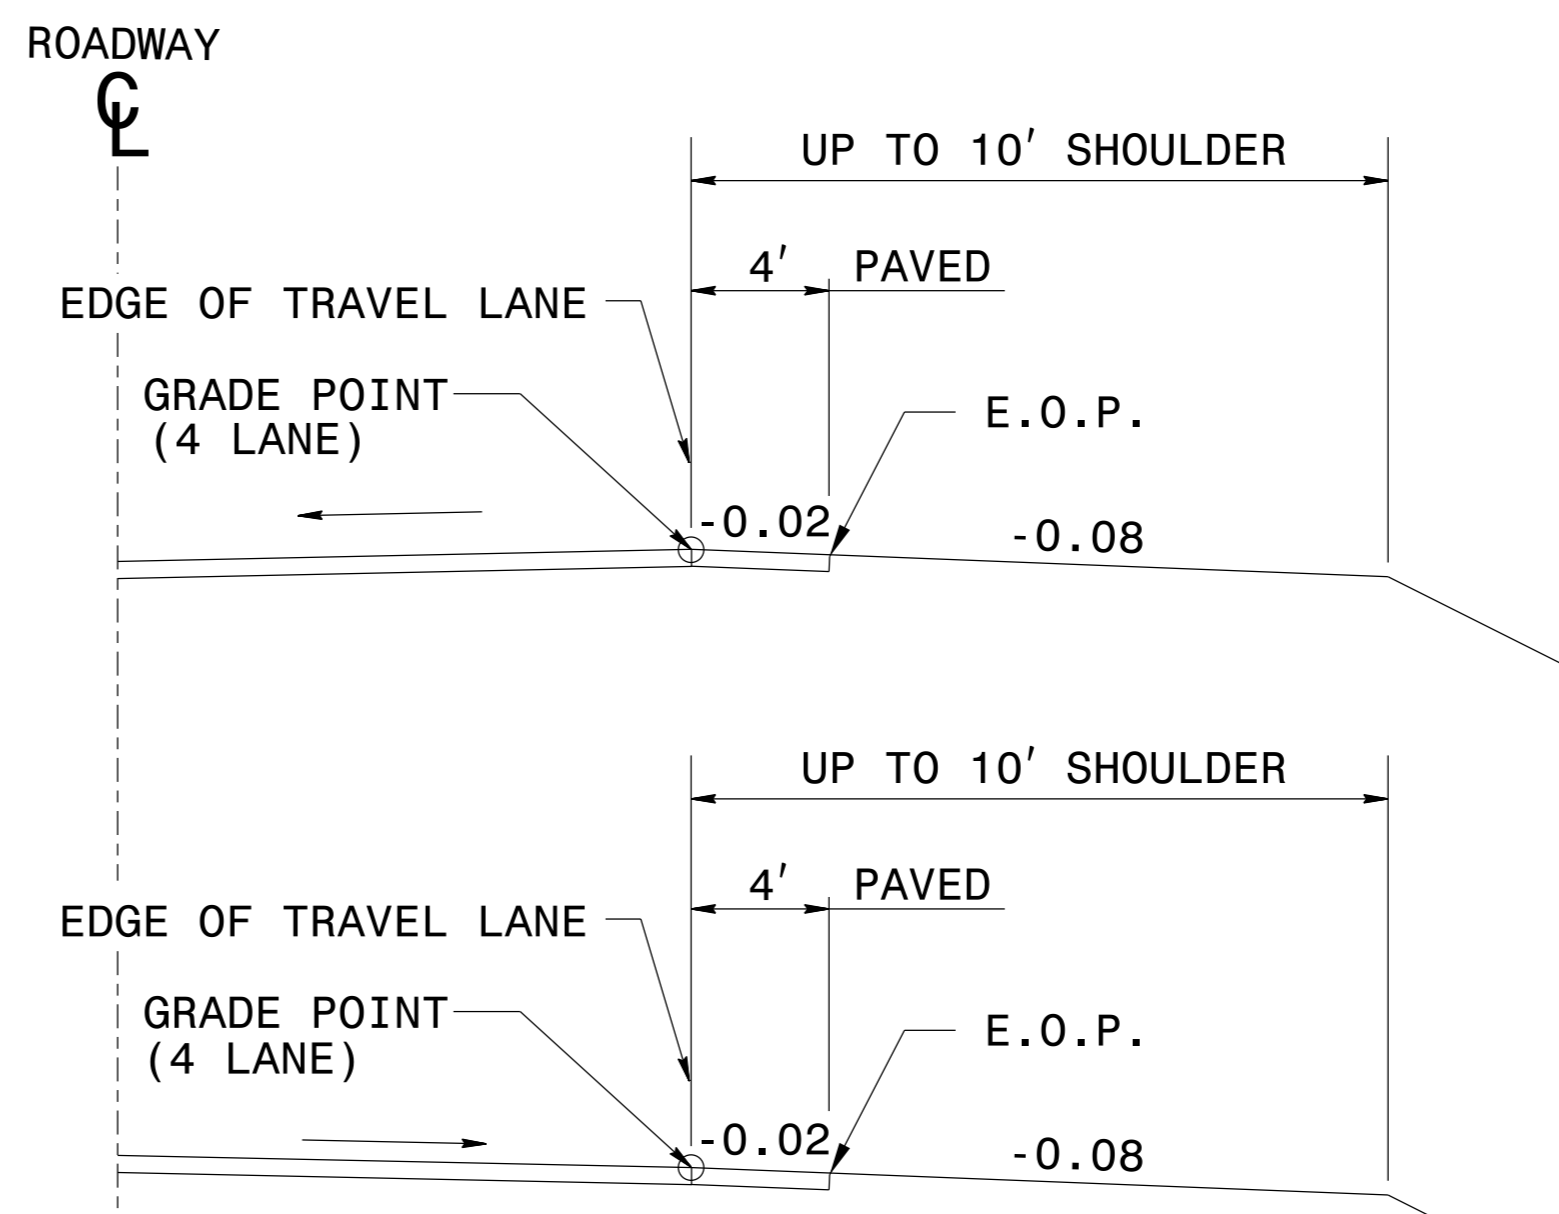 ROADWAY
℄
UP TO 10' SHOULDER
4' PAVED
EDGE OF TRAVEL LANE
GRADE POINT
(4 LANE)
E.O.P.
-0.02
-0.08
UP TO 10' SHOULDER
4' PAVED
EDGE OF TRAVEL LANE
GRADE POINT
(4 LANE)
E.O.P.
-0.02
-0.08